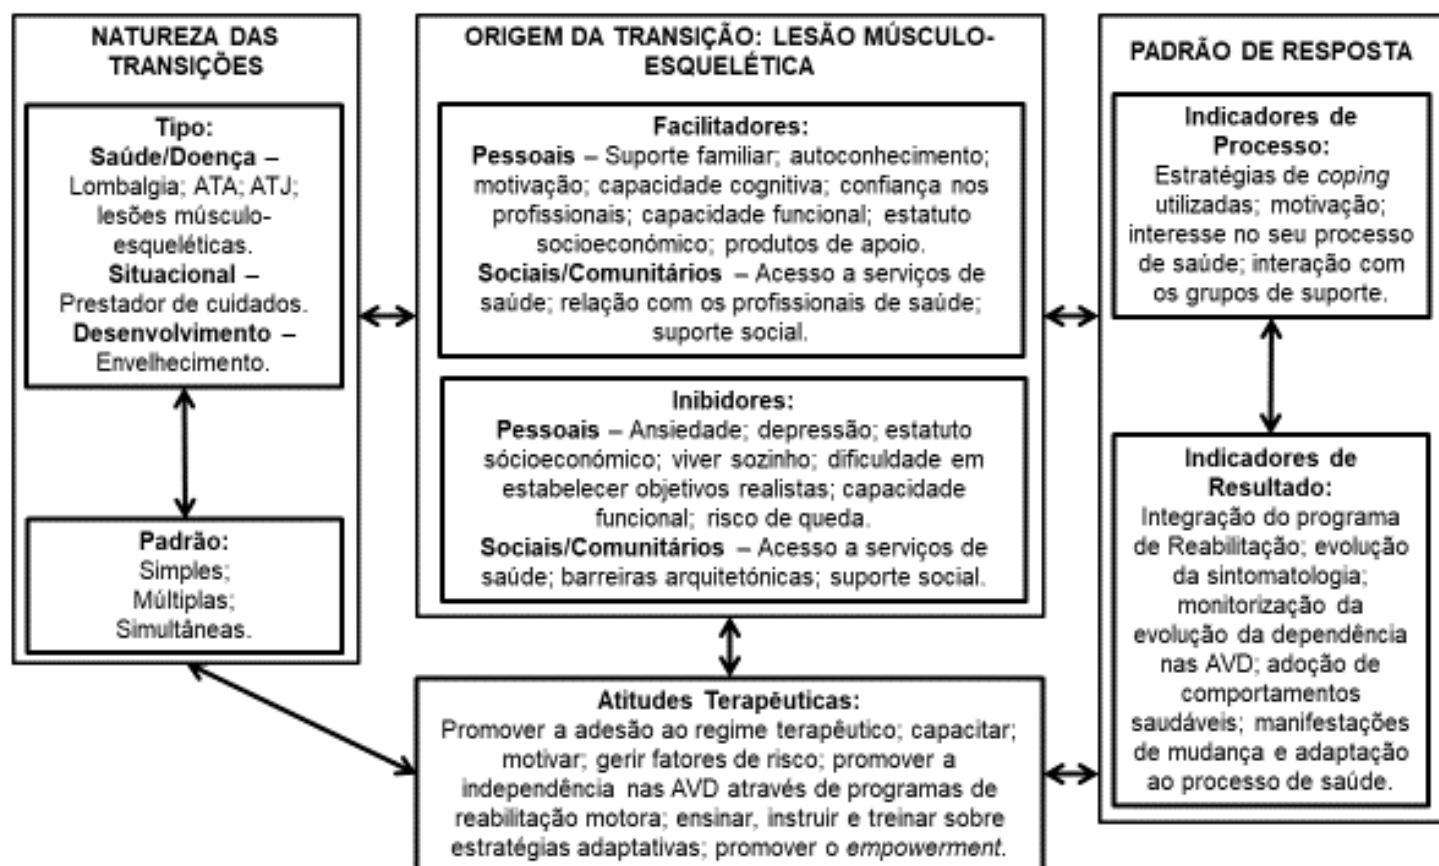 NATUREZA DAS
TRANSIÇÕES
Tipo:
Saúde/Doença –
Lombalgia; ATA; ATJ;
lesões músculo-
esqueléticas.
Situacional –
Prestador de cuidados.
Desenvolvimento –
Envelhecimento.
Padrão:
Simples;
Múltiplas;
Simultâneas.
ORIGEM DA TRANSIÇÃO: LESÃO MÚSCULO-
ESQUELÉTICA
Facilitadores:
Pessoais – Suporte familiar; autoconhecimento;
motivação; capacidade cognitiva; confiança nos
profissionais; capacidade funcional; estatuto
socioeconómico; produtos de apoio.
Sociais/Comunitários – Acesso a serviços de
saúde; relação com os profissionais de saúde;
suporte social.
Inibidores:
Pessoais – Ansiedade; depressão; estatuto
sócioeconómico; viver sozinho; dificuldade em
estabelecer objetivos realistas; capacidade
funcional; risco de queda.
Sociais/Comunitários – Acesso a serviços de
saúde; barreiras arquitetónicas; suporte social.
Atitudes Terapêuticas:
Promover a adesão ao regime terapêutico; capacitar;
motivar; gerir fatores de risco; promover a
independência nas AVD através de programas de
reabilitação motora; ensinar, instruir e treinar sobre
estratégias adaptativas; promover o empowerment.
PADRÃO DE RESPOSTA
Indicadores de
Processo:
Estratégias de coping
utilizadas; motivação;
interesse no seu processo
de saúde; interação com
os grupos de suporte.
Indicadores de
Resultado:
Integração do programa
de Reabilitação; evolução
da sintomatologia;
monitorização da
evolução da dependência
nas AVD; adoção de
comportamentos
saudáveis; manifestações
de mudança e adaptação
ao processo de saúde.